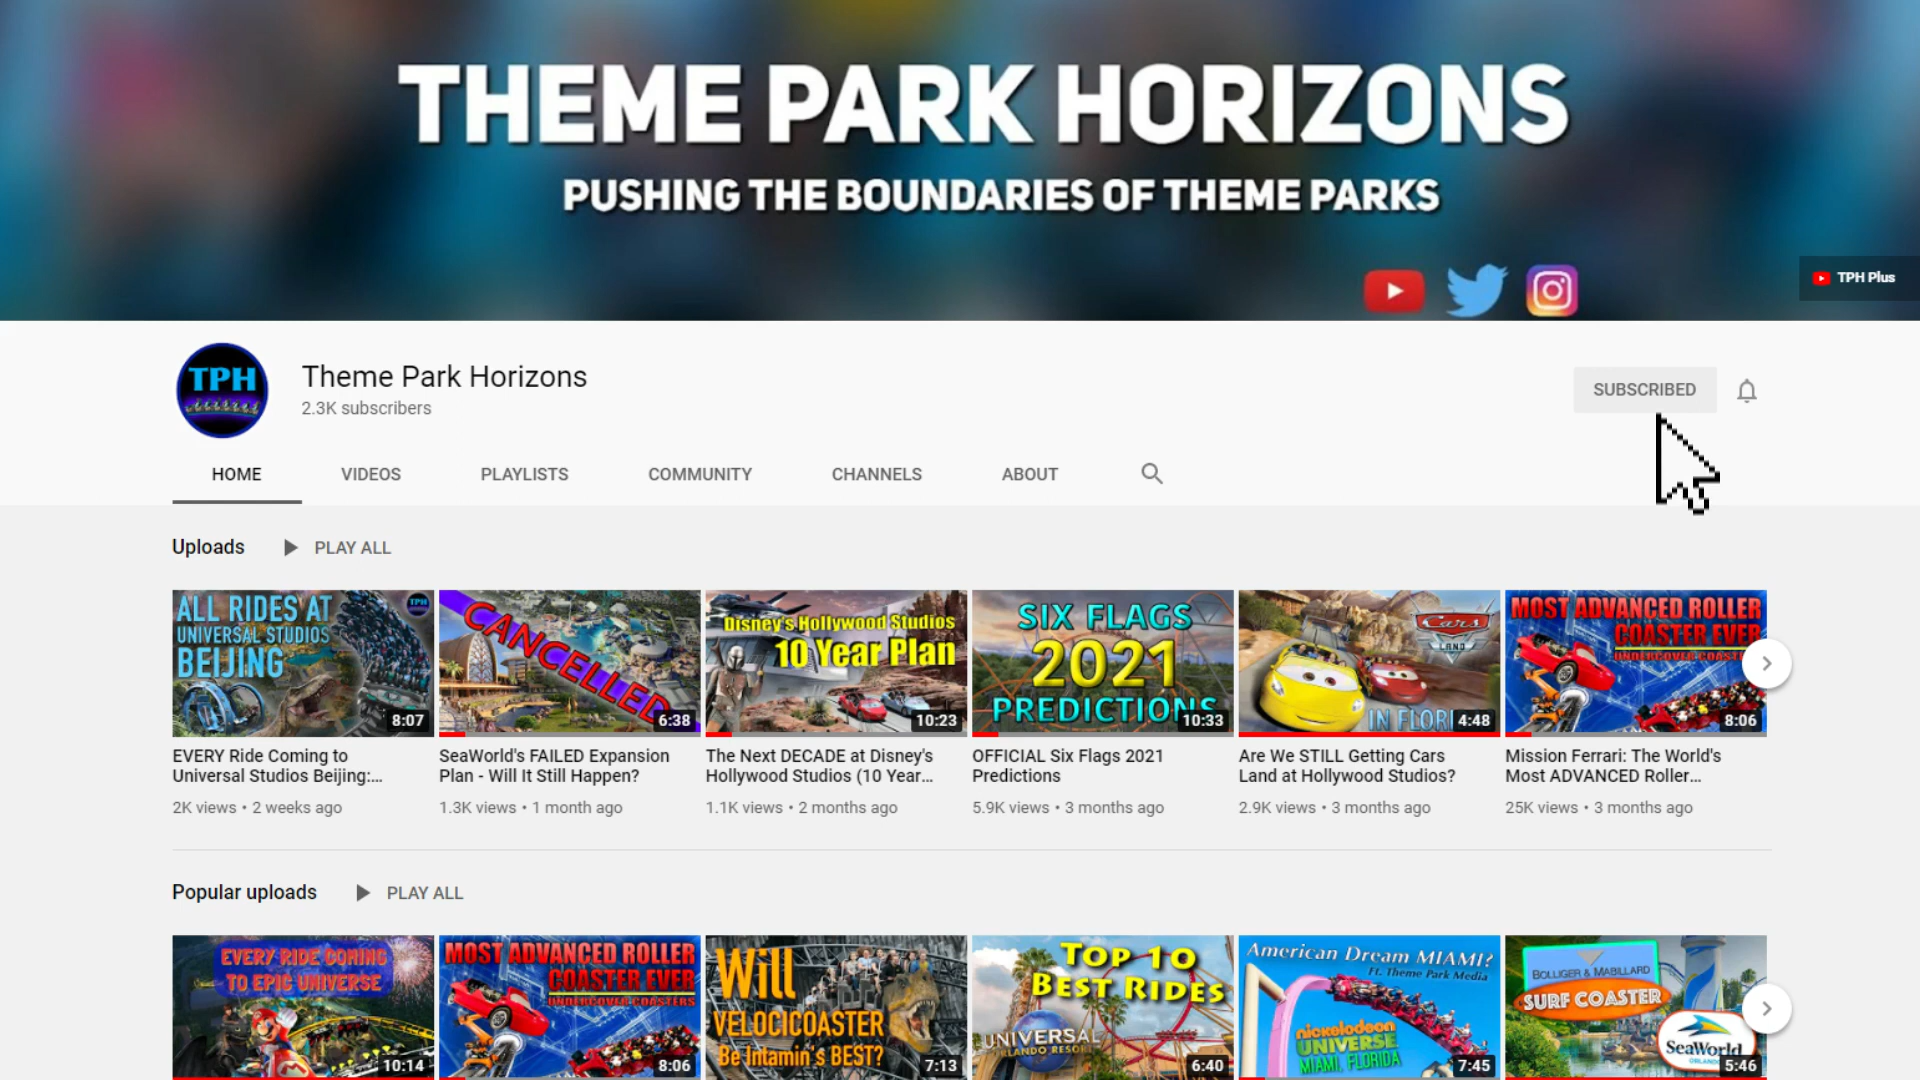 THEME PARK HORIZONS
PUSHING THE BOUNDARIES OF THEME PARKS
TPH Plus
TPH
Theme Park Horizons
2.3K subscribers
SUBSCRIBED
HOME VIDEOS PLAYLISTS COMMUNITY CHANNELS ABOUT
Uploads PLAY ALL
ALL RIDES AT
UNIVERSAL STUDIOS
BEIJING
TPH
8:07
CANCELLED
6:38
Disney's Hollywood Studios
10 Year Plan
10:23
SIX FLAGS
2021
PREDICTIONS
10:33
Cars
LAND
IN FLORI
4:48
MOST ADVANCED ROLLER
COASTER EVER
UNDERCOVER COAST
8:06
EVERY Ride Coming to
Universal Studios Beijing:...
2K views • 2 weeks ago
SeaWorld's FAILED Expansion
Plan - Will It Still Happen?
1.3K views • 1 month ago
The Next DECADE at Disney's
Hollywood Studios (10 Year...
1.1K views • 2 months ago
OFFICIAL Six Flags 2021
Predictions
5.9K views • 3 months ago
Are We STILL Getting Cars
Land at Hollywood Studios?
2.9K views • 3 months ago
Mission Ferrari: The World's
Most ADVANCED Roller...
25K views • 3 months ago
Popular uploads PLAY ALL
EVERY RIDE COMING
TO EPIC UNIVERSE
10:14
MOST ADVANCED ROLLER
COASTER EVER
UNDERCOVER COASTERS
8:06
Will
VELOCICOASTER
Be Intamin's BEST?
7:13
TOP 10
BEST RIDES
UNIVERSAL
ORLANDO RESORT
6:40
American Dream MIAMI?
Ft. Theme Park Media
nickelodeon
UNIVERSE
MIAMI, FLORIDA
7:45
BOLLIGER & MABILLARD
SURF COASTER
SeaWorld
ORLANDO
5:46